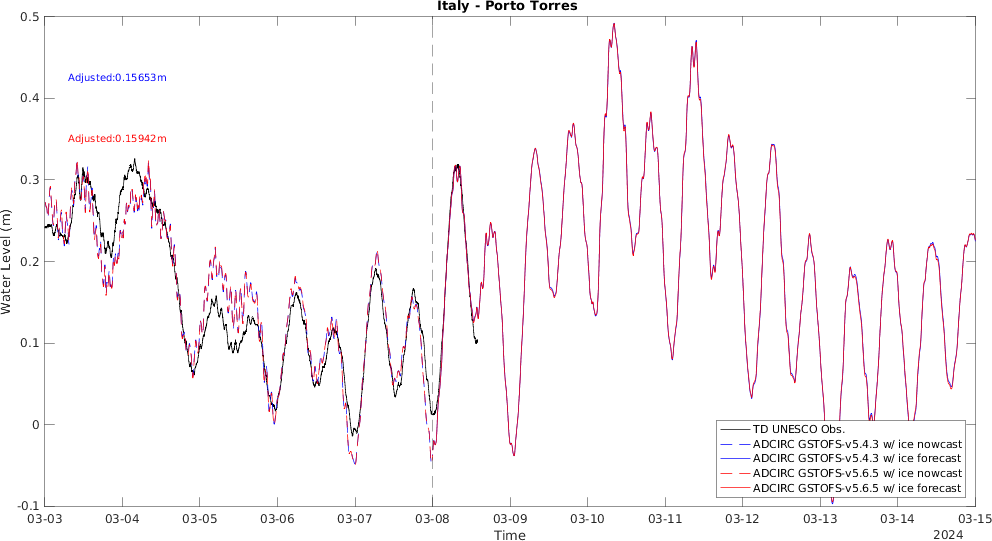 Italy - Porto Torres
0.5
0.4
0.3
0.2
0.1
0
-0.1
Water Level (m)
Adjusted:0.15653m
Adjusted:0.15942m
TD UNESCO Obs.
ADCIRC GSTOFS-v5.4.3 w/ ice nowcast
ADCIRC GSTOFS-v5.4.3 w/ ice forecast
ADCIRC GSTOFS-v5.6.5 w/ ice nowcast
ADCIRC GSTOFS-v5.6.5 w/ ice forecast
03-03 03-04 03-05 03-06 03-07 03-08 03-09 03-10 03-11 03-12 03-13 03-14 03-15
Time
2024